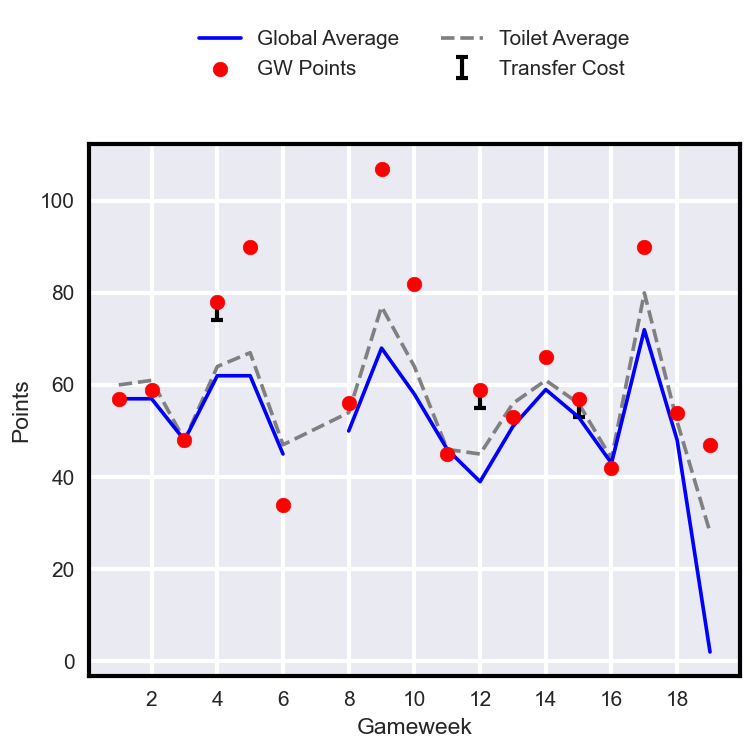 Global Average
Toilet Average
GW Points
Transfer Cost
100
80
60
40
20
0
Points
2 4 6 8 10 12 14 16 18
Gameweek